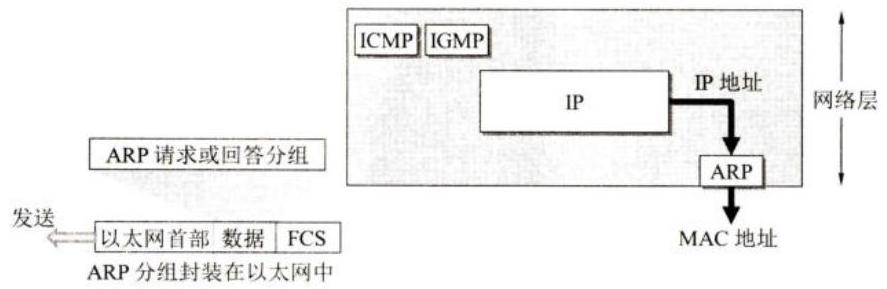 ICMP IGMP
IP 地址
IP
网络层
ARP 请求或回答分组
ARP
发送
以太网首部 数据 FCS
MAC 地址
ARP 分组封装在以太网中